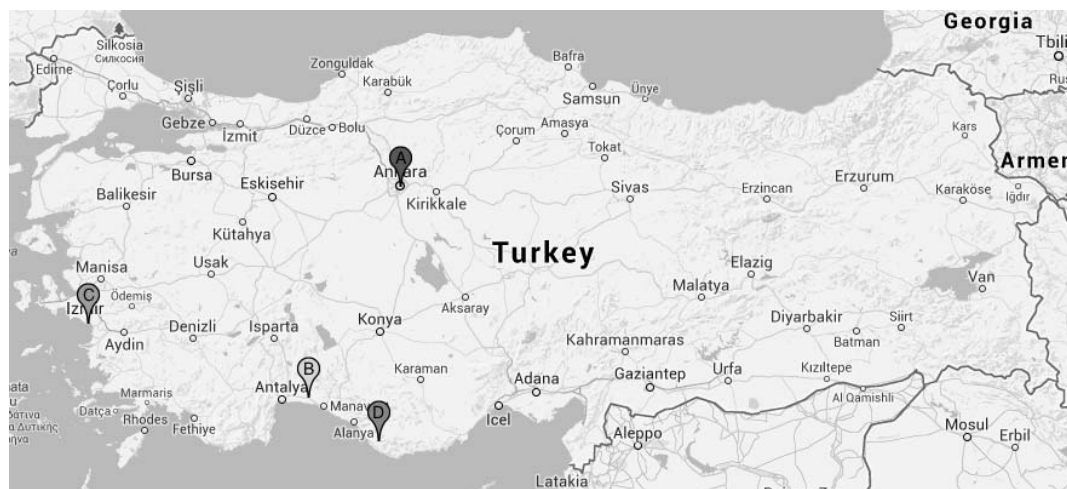 Georgia
Silkosia
Силкосия
Edirne
Zonguldak
Bafra
Tbili
Çorlu
Şişli
Karabük
Samsun
Ünye
Ru
Gebze
İzmit
Düzce
Bolu
Çorum
Amasya
Kars
Bursa
Tokat
Armer
A
Ankara
Balikesir
Eskisehir
Kirikkale
Sivas
Erzincan
Erzurum
Karaköse
Iğdır
Kütahya
Turkey
Manisa
Usak
Elazig
Van
C
Izmir
Ödemiş
Aksaray
Malatya
Aydin
Denizli
Isparta
Konya
Diyarbakir
Siirt
Batman
Kahramanmaras
B
Karaman
Adana
Gaziantep
Urfa
Kızıltepe
Antalya
Marmaris
Datça
Manav
D
Al Qamishli
Rhodes
Fethiye
Alanya
Icel
Aleppo
Mosul
Erbil
Latakia